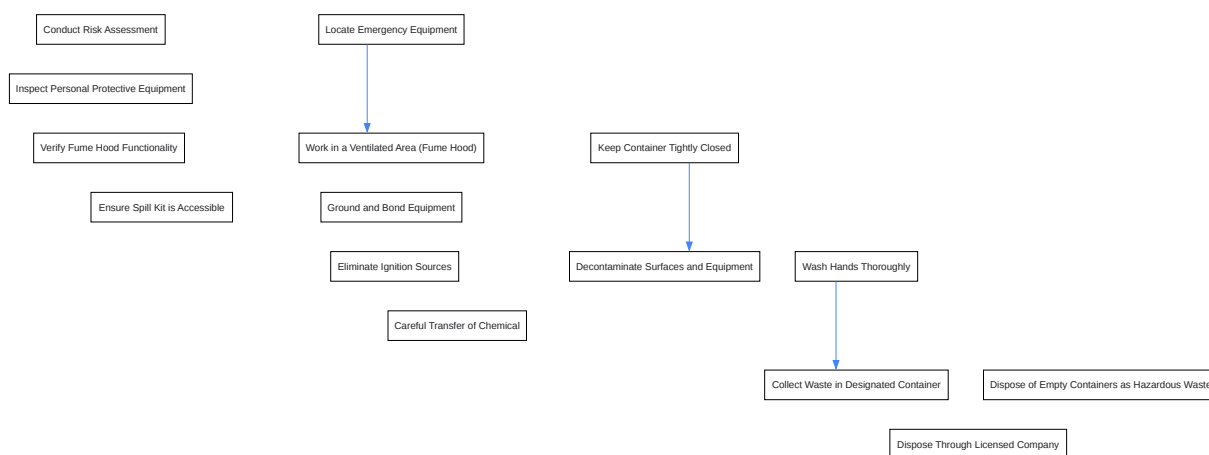 Conduct Risk Assessment
Locate Emergency Equipment
Inspect Personal Protective Equipment
Verify Fume Hood Functionality
Work in a Ventilated Area (Fume Hood)
Keep Container Tightly Closed
Ensure Spill Kit is Accessible
Ground and Bond Equipment
Eliminate Ignition Sources
Decontaminate Surfaces and Equipment
Wash Hands Thoroughly
Careful Transfer of Chemical
Collect Waste in Designated Container
Dispose of Empty Containers as Hazardous Waste
Dispose Through Licensed Company